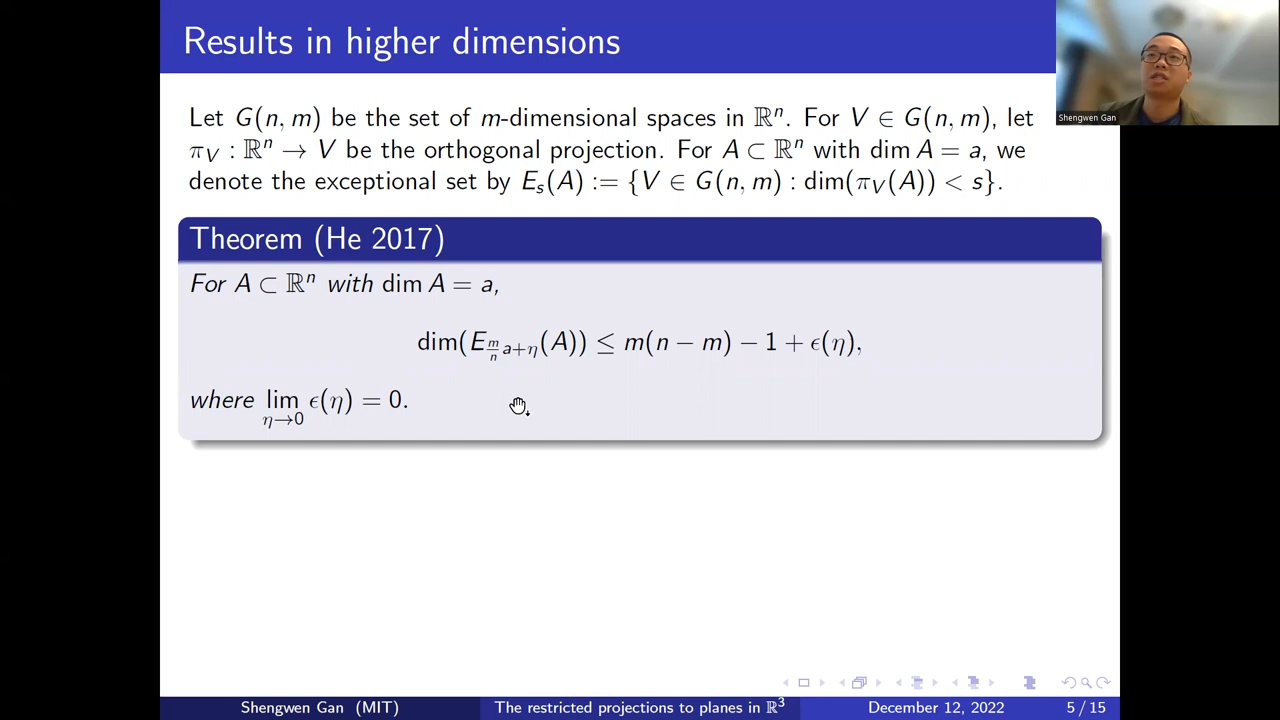 Results in higher dimensions
Shengwen Gan
Let G(n, m) be the set of m-dimensional spaces in ℝⁿ. For V ∈ G(n, m), let
π_V : ℝⁿ → V be the orthogonal projection. For A ⊂ ℝⁿ with dim A = a, we
denote the exceptional set by E_s(A) := {V ∈ G(n, m) : dim(π_V(A)) < s}.
Theorem (He 2017)
For A ⊂ ℝⁿ with dim A = a,
dim(E_{\frac{m}{n}a+η}(A)) ≤ m(n − m) − 1 + ϵ(η),
where lim_{η→0} ϵ(η) = 0.
Shengwen Gan (MIT) The restricted projections to planes in ℝ³ December 12, 2022 5 / 15